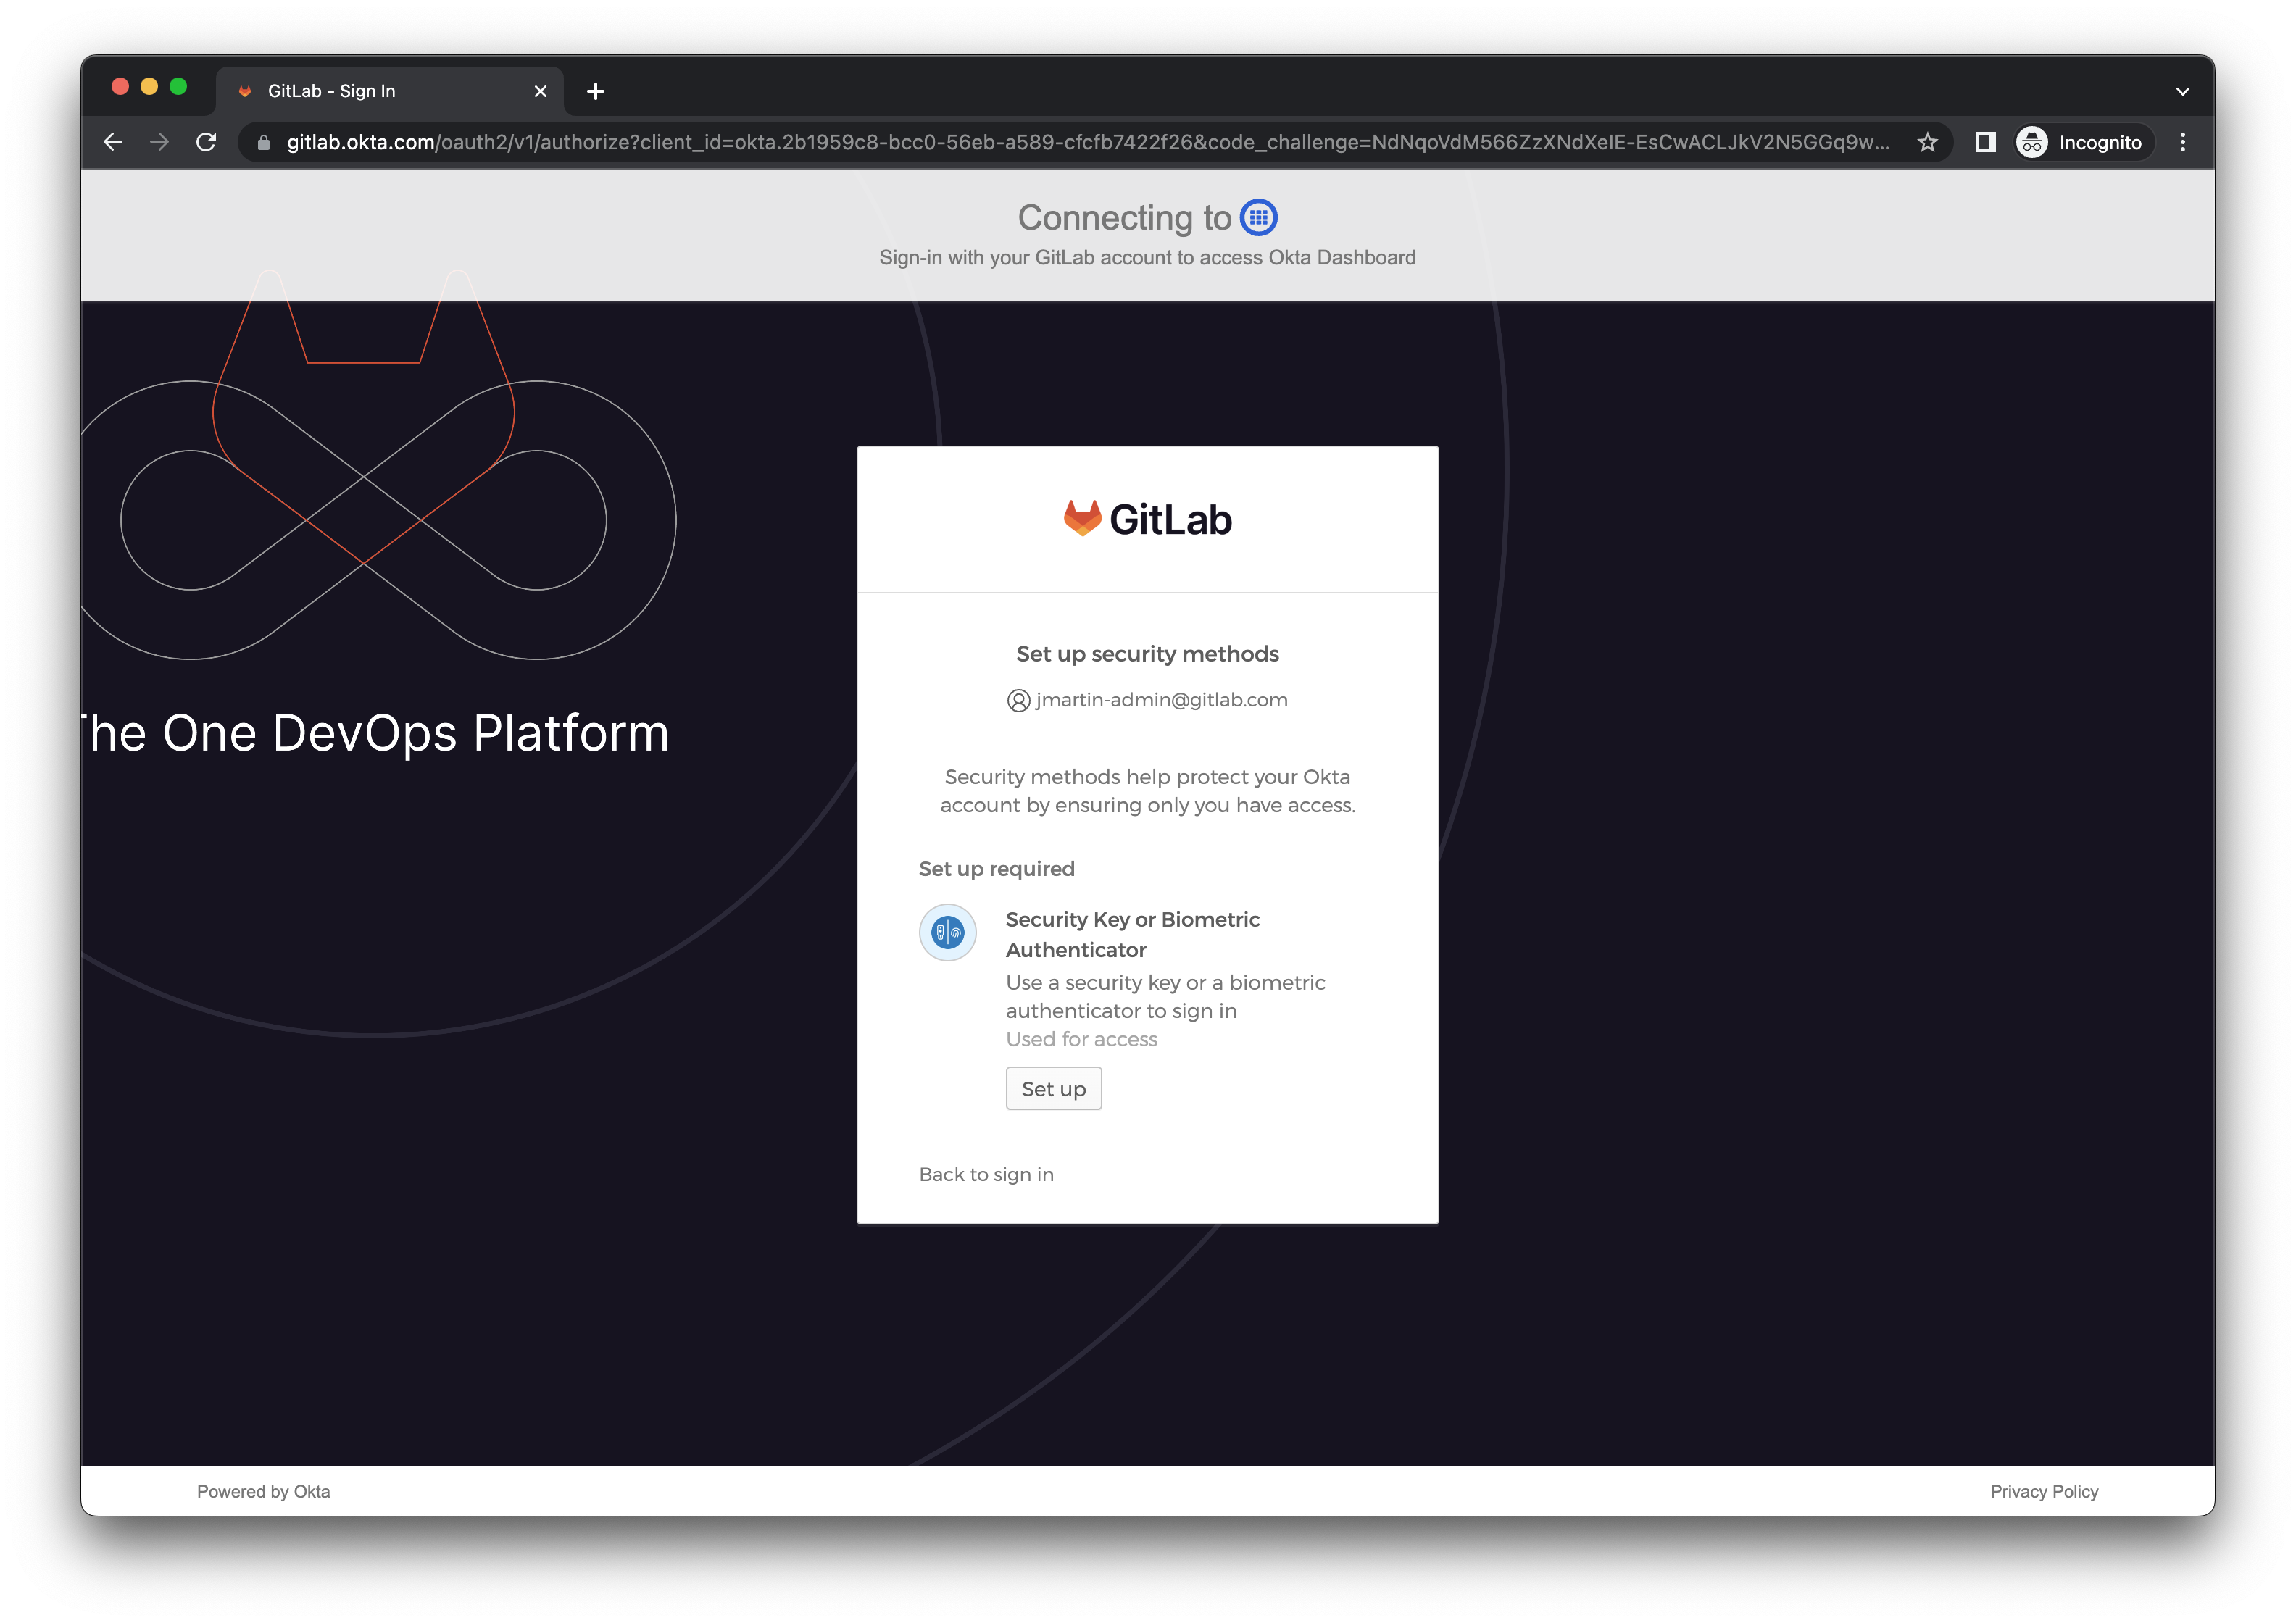 GitLab - Sign In
gitlab.okta.com/oauth2/v1/authorize?client_id=okta.2b1959c8-bcc0-56eb-a589-cfcfb7422f26&code_challenge=NdNqoVdM566ZzXNdXeIE-EsCwACLJkV2N5GGq9w...
Incognito
Connecting to
Sign-in with your GitLab account to access Okta Dashboard
The One DevOps Platform
GitLab
Set up security methods
jmartin-admin@gitlab.com
Security methods help protect your Okta
account by ensuring only you have access.
Set up required
Security Key or Biometric
Authenticator
Use a security key or a biometric
authenticator to sign in
Used for access
Set up
Back to sign in
Powered by Okta
Privacy Policy